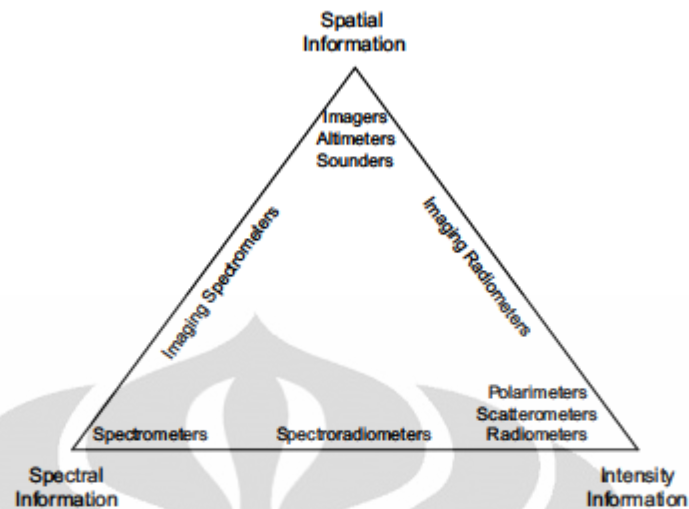 Spatial
Information
Imagers
Altimeters
Sounders
Imaging Spectrometers
Imaging Radiometers
Polarimeters
Scatterometers
Radiometers
Spectrometers
Spectroradiometers
Spectral
Information
Intensity
Information